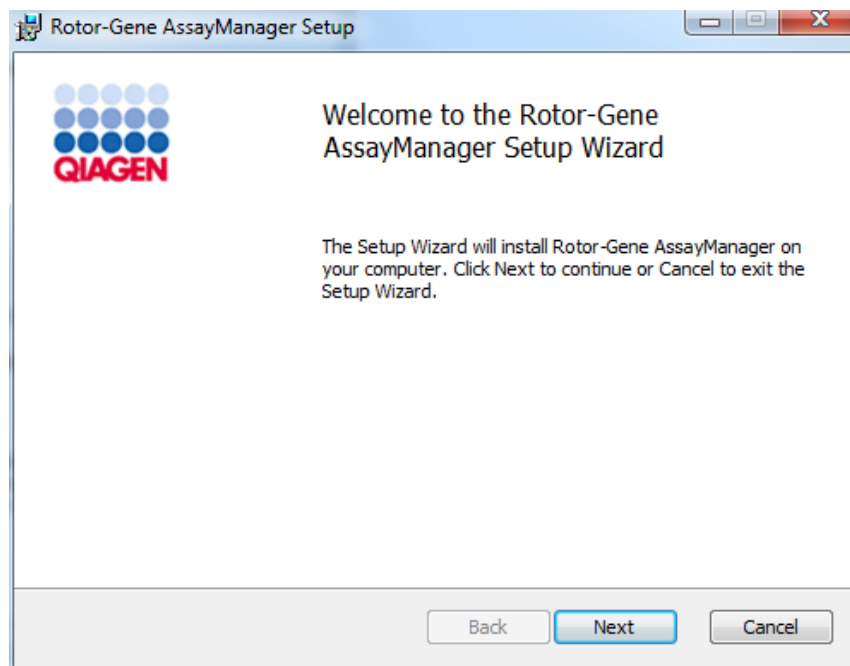 Rotor-Gene AssayManager Setup
QIAGEN
Welcome to the Rotor-Gene
AssayManager Setup Wizard
The Setup Wizard will install Rotor-Gene AssayManager on
your computer. Click Next to continue or Cancel to exit the
Setup Wizard.
Back
Next
Cancel